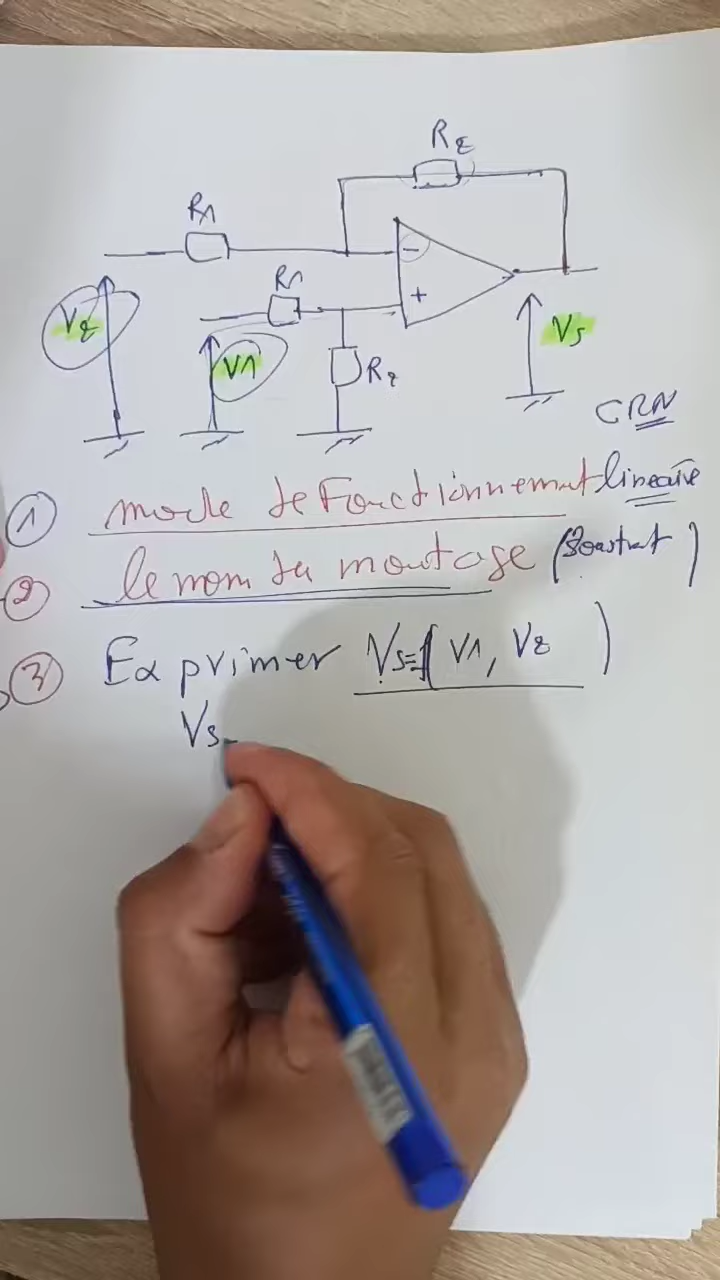 R2
R1
R1
-
+
V2
V1
R2
Vs
CRN
1 mode de Fonctionnement linéaire
2 le nom du montage (Soustrat)
3 Exprimer Vs=f(V1, V2)
Vs=